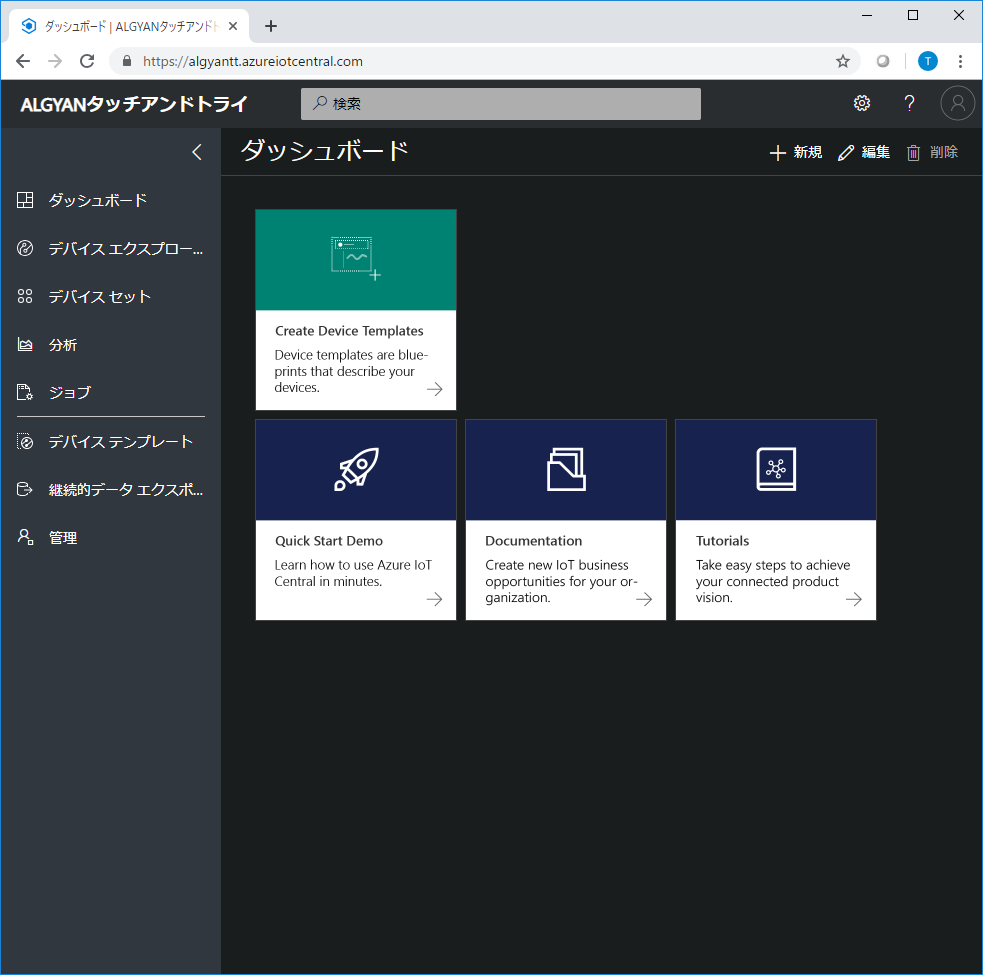 ダッシュボード | ALGYANタッチアンドト
https://algyantt.azureiotcentral.com
T
ALGYANタッチアンドトライ
検索
?
ダッシュボード
+ 新規
編集
削除
ダッシュボード
デバイス エクスプロー...
デバイス セット
分析
ジョブ
デバイス テンプレート
継続的データ エクスポ...
管理
Create Device Templates
Device templates are blue-
prints that describe your
devices.
Quick Start Demo
Learn how to use Azure IoT
Central in minutes.
Documentation
Create new IoT business
opportunities for your or-
ganization.
Tutorials
Take easy steps to achieve
your connected product
vision.